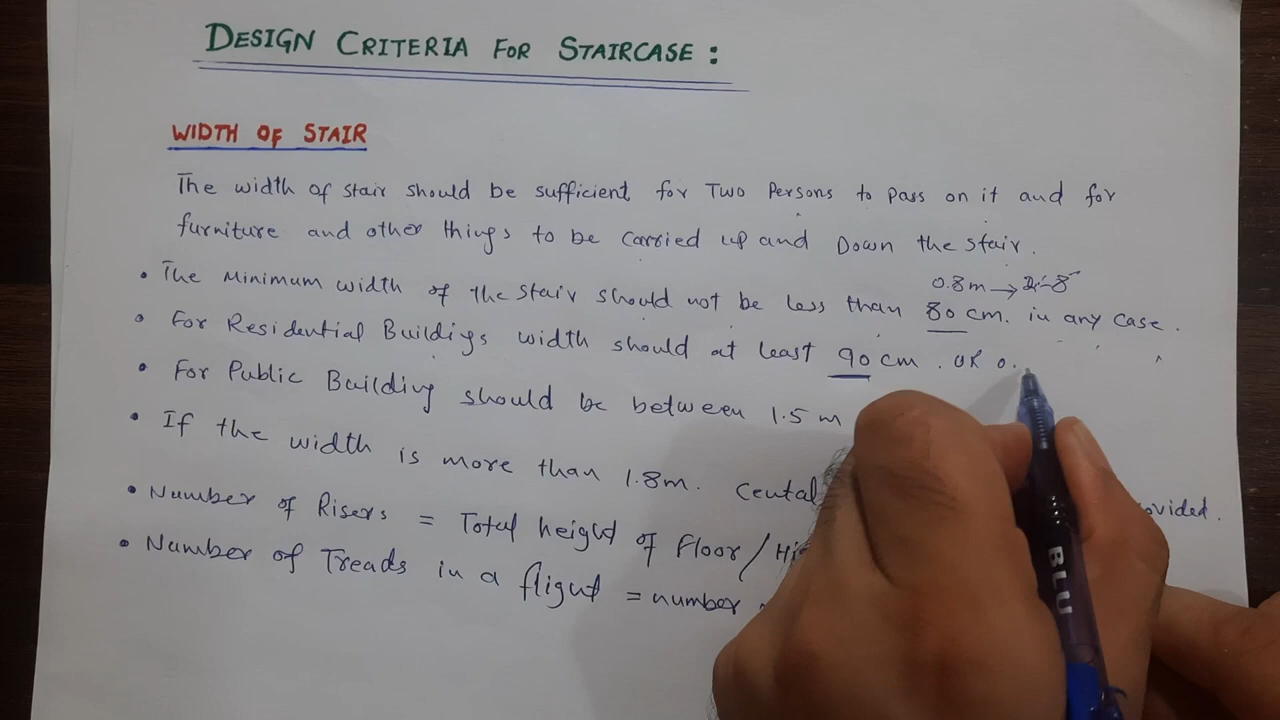 DESIGN CRITERIA FOR STAIRCASE :
WIDTH OF STAIR
The width of stair should be sufficient for Two Persons to pass on it and for
furniture and other things to be carried up and Down the stair.
0.8m → 2'-8"
• The Minimum width of the stair should not be less than 80 cm. in any case.
• For Residential Buildigs width should at least 90 cm. OR 0.
• For Public Building should be between 1.5 m
• If the width is more than 1.8m. Cental ovided.
• Number of Risers = Total height of Floor/Hi
• Number of Treads in a flight = number
BLU